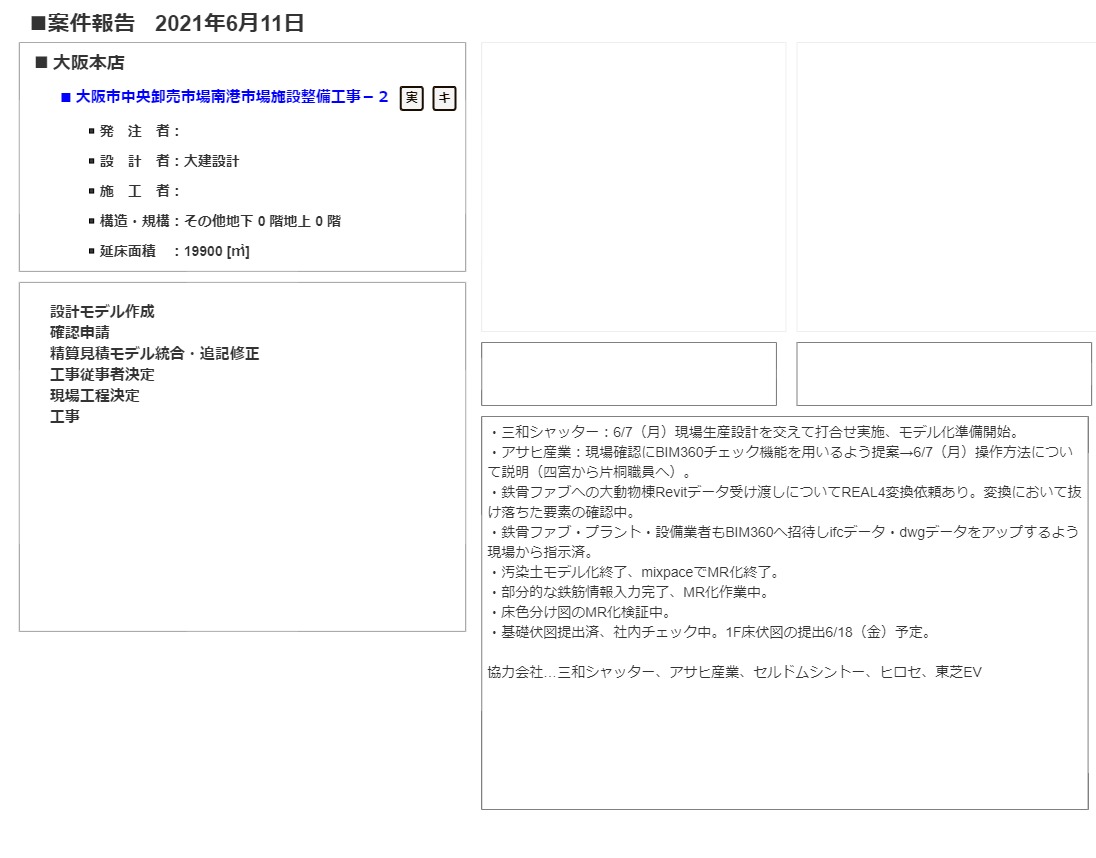 ■案件報告　2021年6月11日
■ 大阪本店
■ 大阪市中央卸売市場南港市場施設整備工事－２ 実 キ
▪ 発　注　者：
▪ 設　計　者：大建設計
▪ 施　工　者：
▪ 構造・規構：その他地下 0 階地上 0 階
▪ 延床面積　：19900 [㎡]
設計モデル作成
確認申請
精算見積モデル統合・追記修正
工事従事者決定
現場工程決定
工事
・三和シャッター：6/7（月）現場生産設計を交えて打合せ実施、モデル化準備開始。
・アサヒ産業：現場確認にBIM360チェック機能を用いるよう提案→6/7（月）操作方法につい
て説明（四宮から片桐職員へ）。
・鉄骨ファブへの大動物棟Revitデータ受け渡しについてREAL4変換依頼あり。変換において抜
け落ちた要素の確認中。
・鉄骨ファブ・プラント・設備業者もBIM360へ招待しifcデータ・dwgデータをアップするよう
現場から指示済。
・汚染土モデル化終了、mixpaceでMR化終了。
・部分的な鉄筋情報入力完了、MR化作業中。
・床色分け図のMR化検証中。
・基礎伏図提出済、社内チェック中。1F床伏図の提出6/18（金）予定。
協力会社…三和シャッター、アサヒ産業、セルドムシントー、ヒロセ、東芝EV